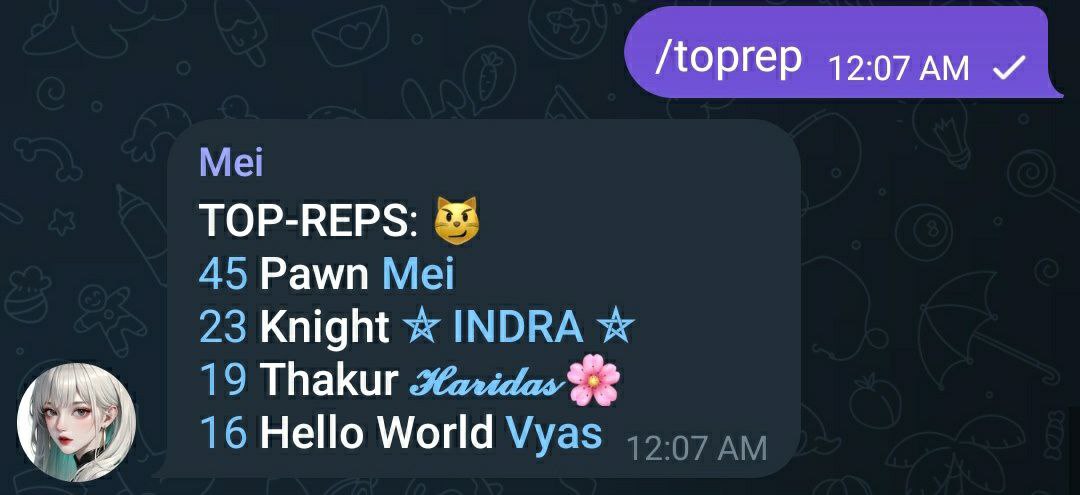 /toprep 12:07 AM
Mei
TOP-REPS: 😼
45 Pawn Mei
23 Knight ⛤ INDRA ⛤
19 Thakur 𝓗𝓪𝓻𝓲𝓭𝓪𝓼🌸
16 Hello World Vyas 12:07 AM